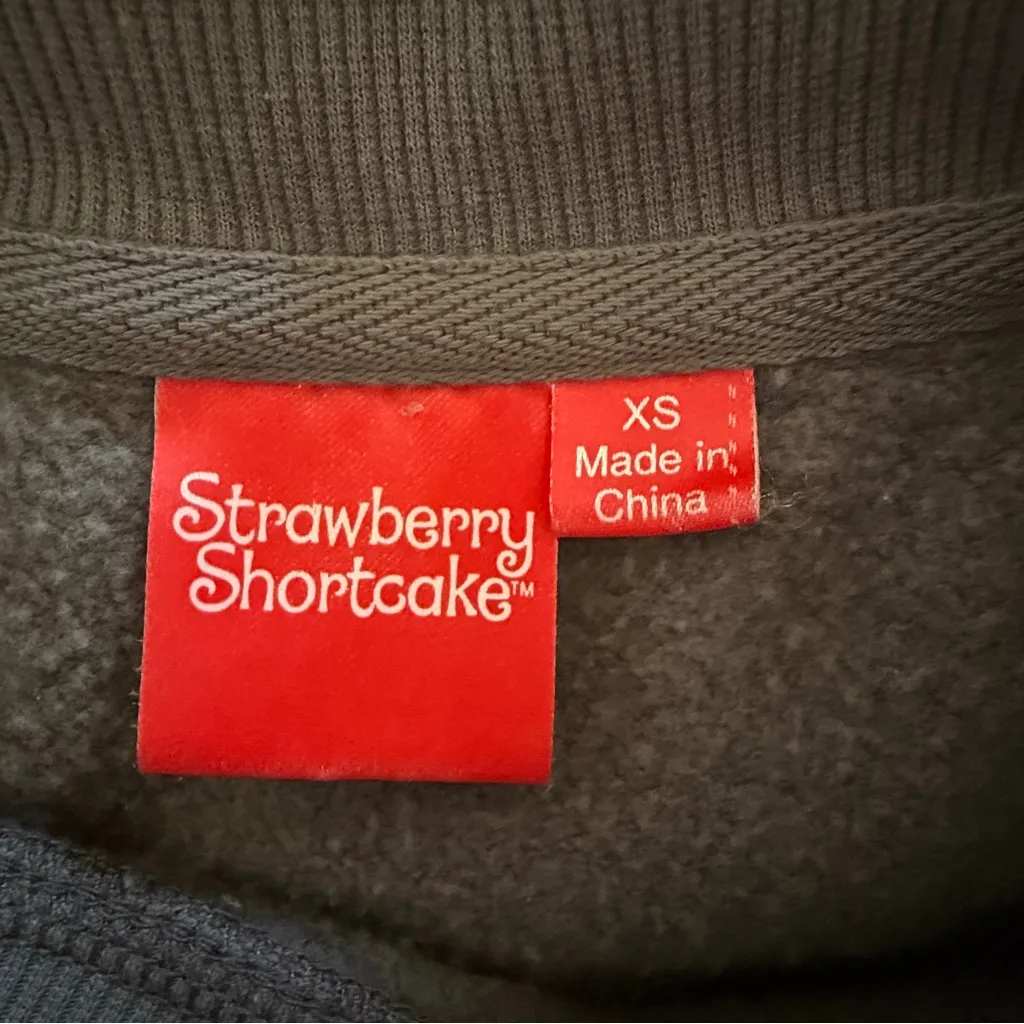 Strawberry
Shortcake™
XS
Made in
China